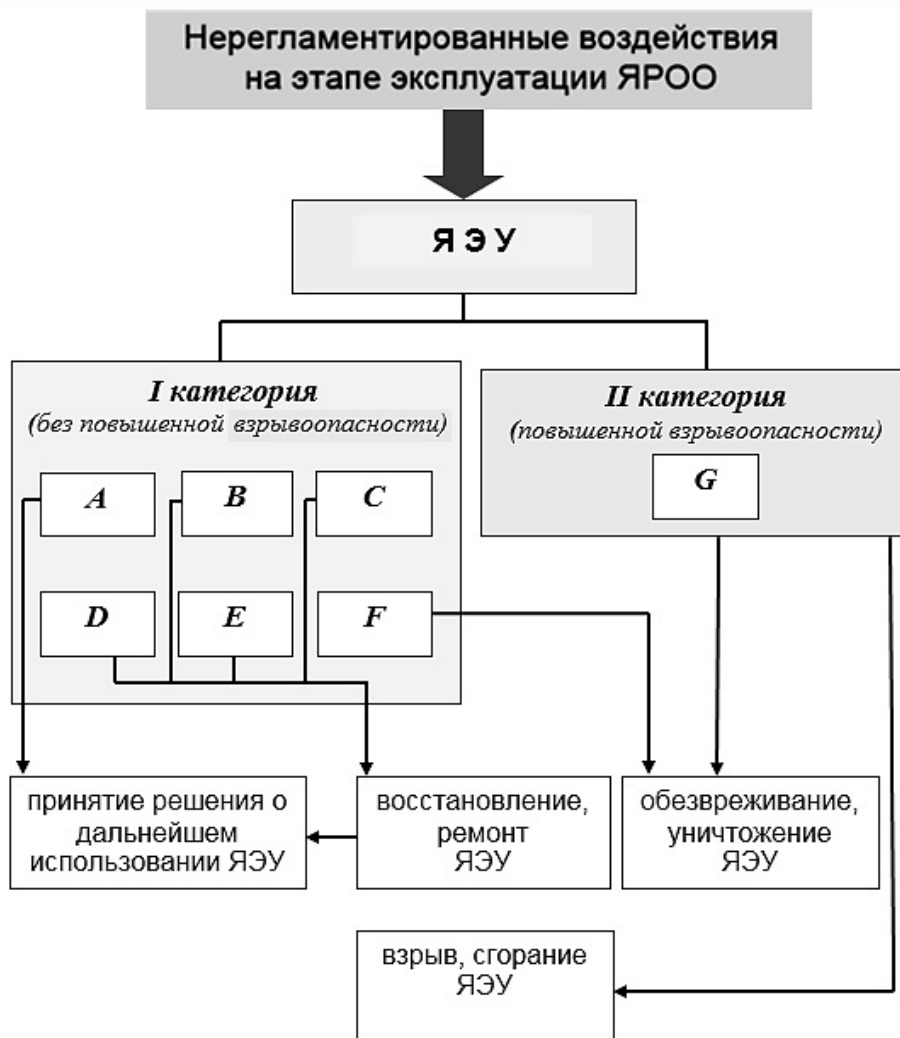 Нерегламентированные воздействия
на этапе эксплуатации ЯРОО
ЯЭУ
I категория
(без повышенной взрывоопасности)
A
B
C
D
E
F
II категория
(повышенной взрывоопасности)
G
принятие решения о
дальнейшем
использовании ЯЭУ
восстановление,
ремонт
ЯЭУ
обезвреживание,
уничтожение
ЯЭУ
взрыв, сгорание
ЯЭУ